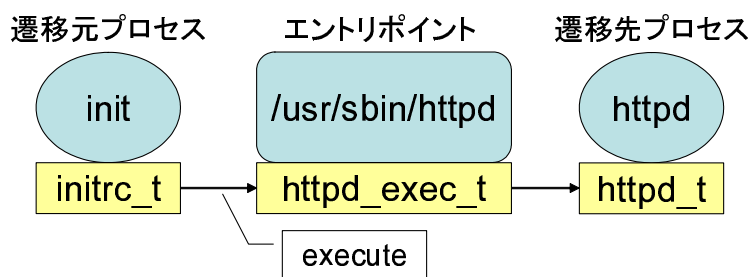 遷移元プロセス
エントリポイント
遷移先プロセス
init
/usr/sbin/httpd
httpd
initrc_t
httpd_exec_t
httpd_t
execute